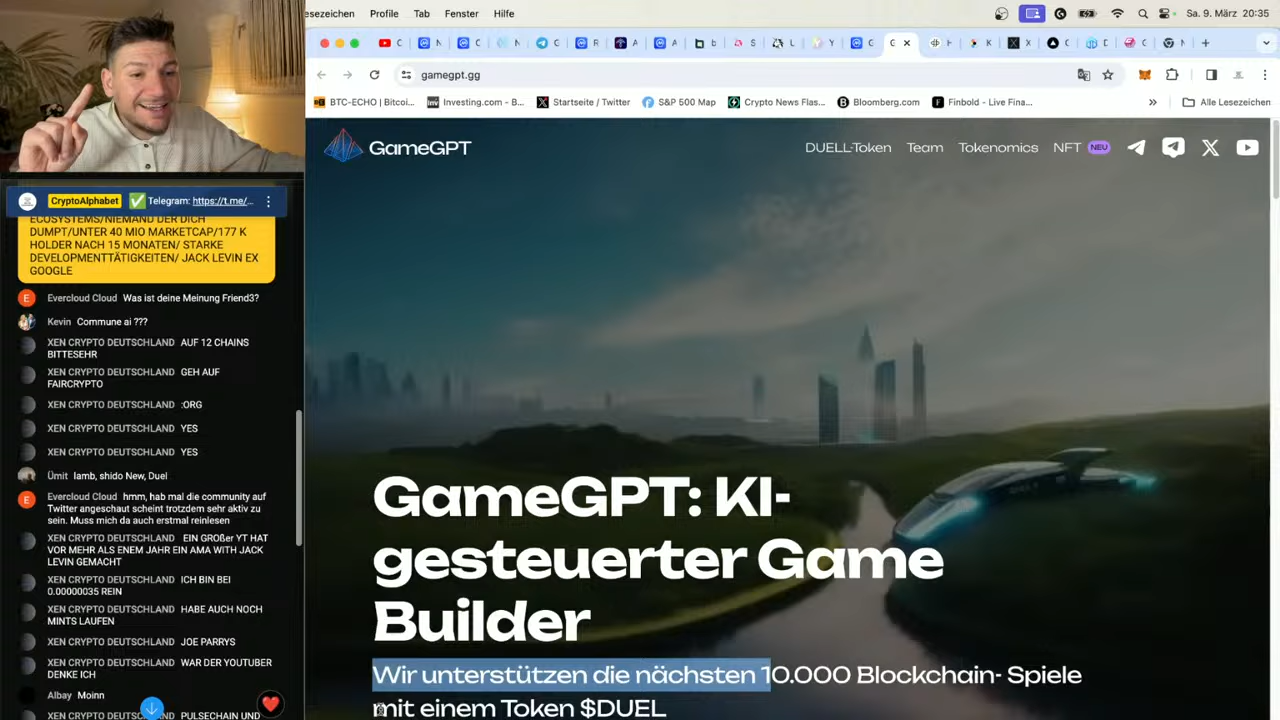 esezeichen Profile Tab Fenster Hilfe
Sa. 9. März 20:35
gamegpt.gg
BTC-ECHO | Bitcoi...
Investing.com - B...
Startseite / Twitter
S&P 500 Map
Crypto News Flas...
Bloomberg.com
Finbold - Live Fina...
»
Alle Lesezeichen
GameGPT
DUELL-Token Team Tokenomics NFT NEU
CryptoAlphabet Telegram: https://t.me/...
ECOSYSTEMS/NIEMAND DER DICH
DUMPT/UNTER 40 MIO MARKETCAP/177 K
HOLDER NACH 15 MONATEN/ STARKE
DEVELOPMENTTÄTIGKEITEN/ JACK LEVIN EX
GOOGLE
E Evercloud Cloud Was ist deine Meinung Friend3?
Kevin Commune ai ???
XEN CRYPTO DEUTSCHLAND AUF 12 CHAINS
BITTESEHR
XEN CRYPTO DEUTSCHLAND GEH AUF
FAIRCRYPTO
XEN CRYPTO DEUTSCHLAND :ORG
XEN CRYPTO DEUTSCHLAND YES
XEN CRYPTO DEUTSCHLAND YES
Ümit lamb, shido New, Duel
E Evercloud Cloud hmm, hab mal die community auf
Twitter angeschaut scheint trotzdem sehr aktiv zu
sein. Muss mich da auch erstmal reinlesen
XEN CRYPTO DEUTSCHLAND EIN GROßer YT HAT
VOR MEHR ALS ENEM JAHR EIN AMA WITH JACK
LEVIN GEMACHT
XEN CRYPTO DEUTSCHLAND ICH BIN BEI
0.00000035 REIN
XEN CRYPTO DEUTSCHLAND HABE AUCH NOCH
MINTS LAUFEN
XEN CRYPTO DEUTSCHLAND JOE PARRYS
XEN CRYPTO DEUTSCHLAND WAR DER YOUTUBER
DENKE ICH
Albay Moinn
XEN CRYPTO DEUTSCHLAND PULSECHAIN UND
GameGPT: KI-
gesteuerter Game
Builder
Wir unterstützen die nächsten 10.000 Blockchain- Spiele
mit einem Token $DUEL